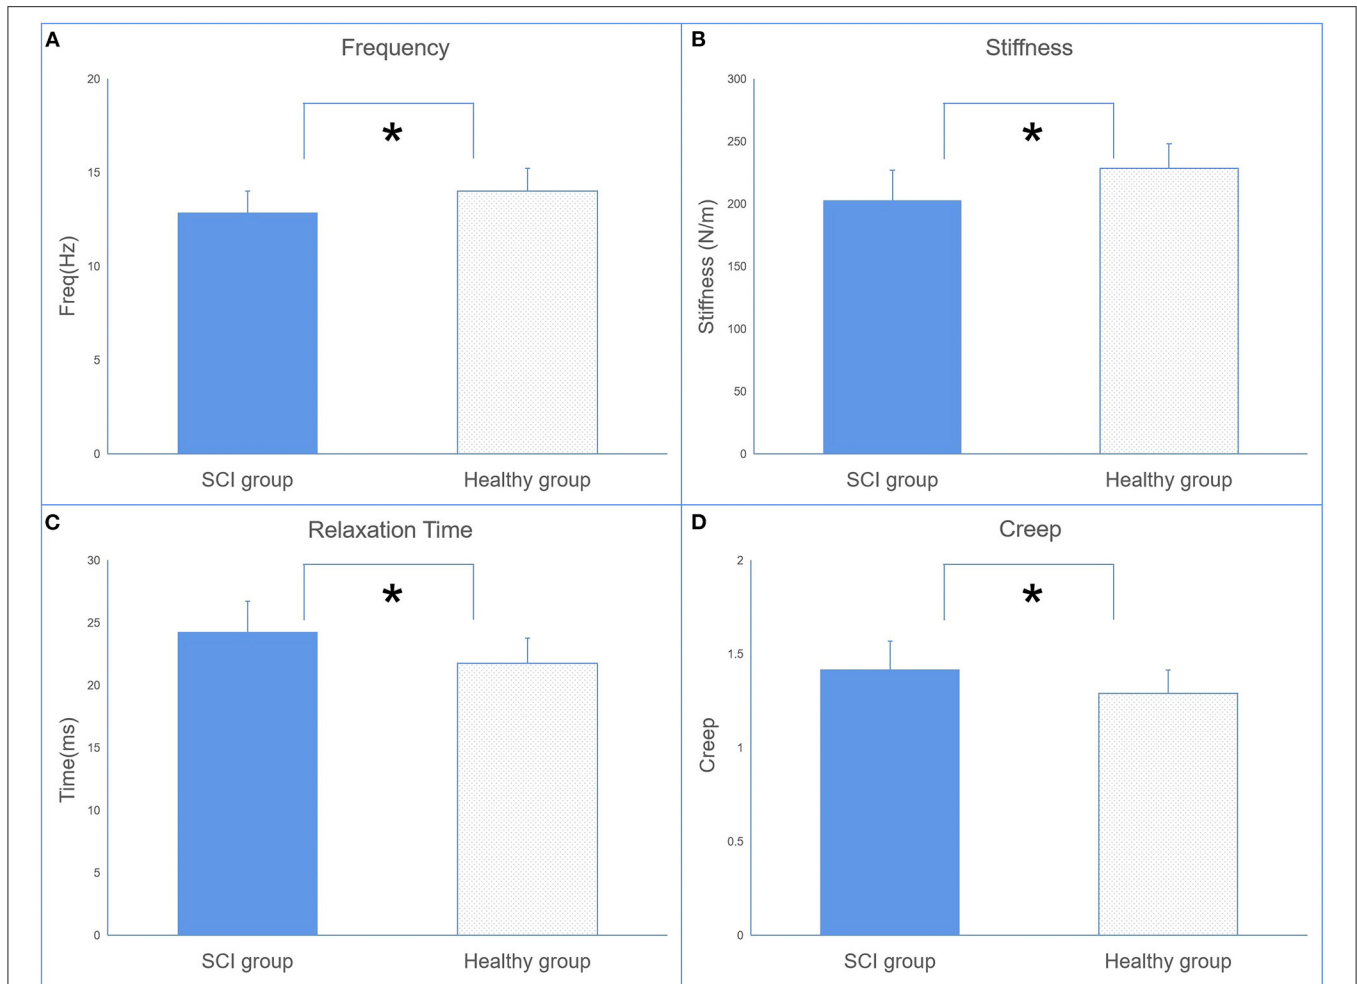 A
Frequency
20
15
10
5
0
Freq(Hz)
*
SCI group
Healthy group
B
Stiffness
300
250
200
150
100
50
0
Stiffness (N/m)
*
SCI group
Healthy group
C
Relaxation Time
30
25
20
15
10
5
0
Time(ms)
*
SCI group
Healthy group
D
Creep
2
1.5
1
0.5
0
Creep
*
SCI group
Healthy group